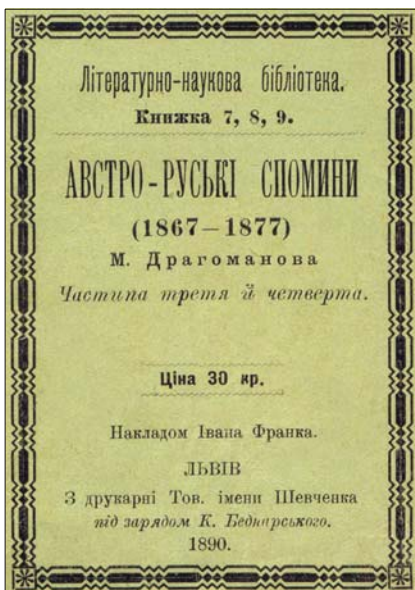 Літературно-наукова бібліотека.
Книжка 7, 8, 9.
АВСТРО-РУСЬКІ СПОМИНИ
(1867—1877)
М. Драгоманова
Частина третя й четверта.
Ціна 30 кр.
Накладом Івана Франка.
ЛЬВІВ
З друкарні Тов. імени Шевченка
під зарядом К. Беднарського.
1890.